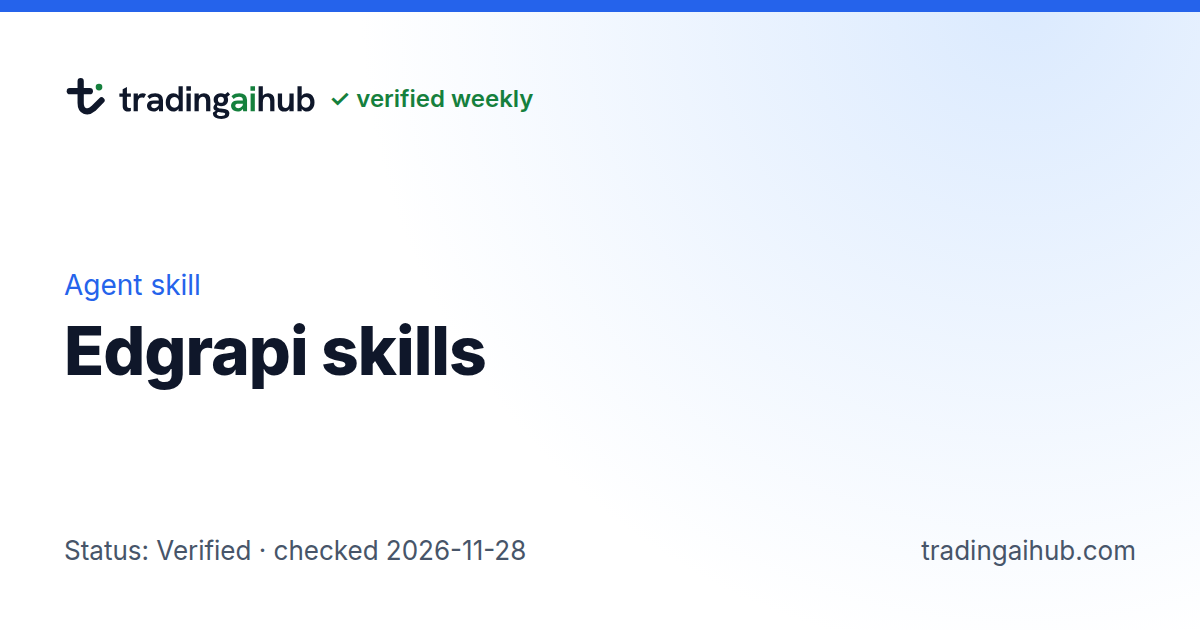 tradingaihub ✓ verified weekly
Agent skill
Edgrapi skills
Status: Verified · checked 2026-11-28
tradingaihub.com